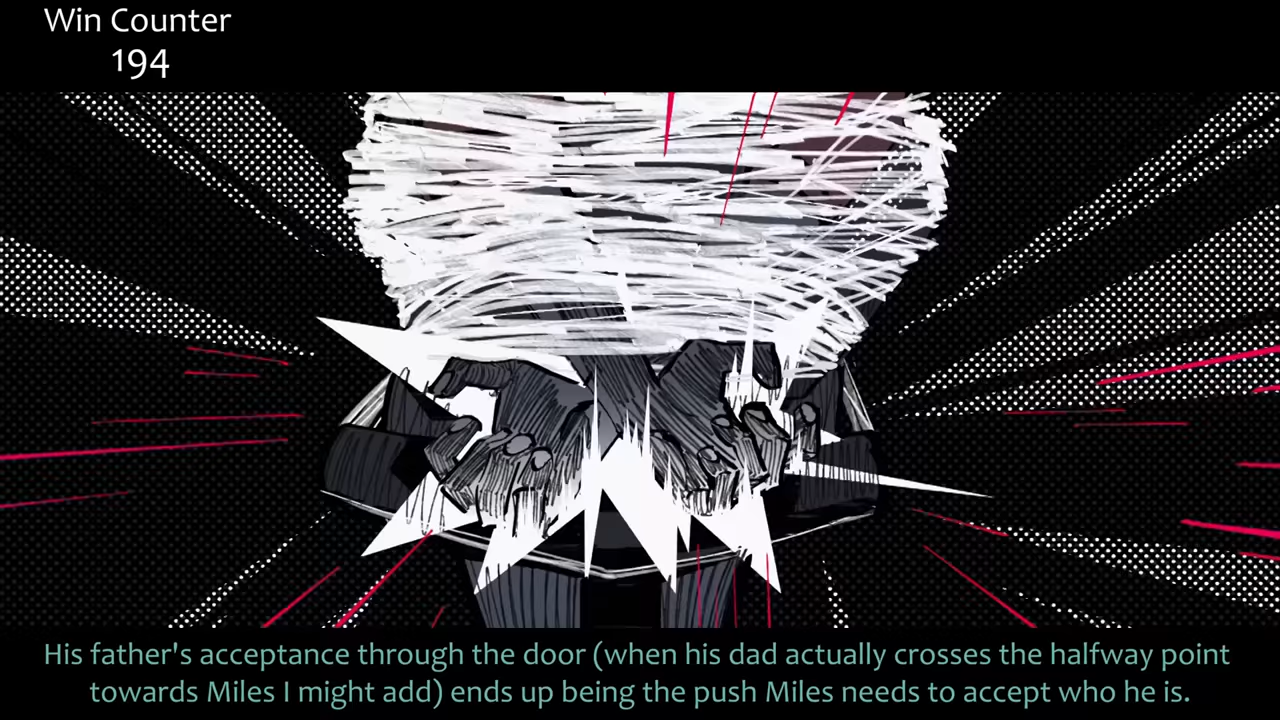 Win Counter
194
His father's acceptance through the door (when his dad actually crosses the halfway point
towards Miles I might add) ends up being the push Miles needs to accept who he is.